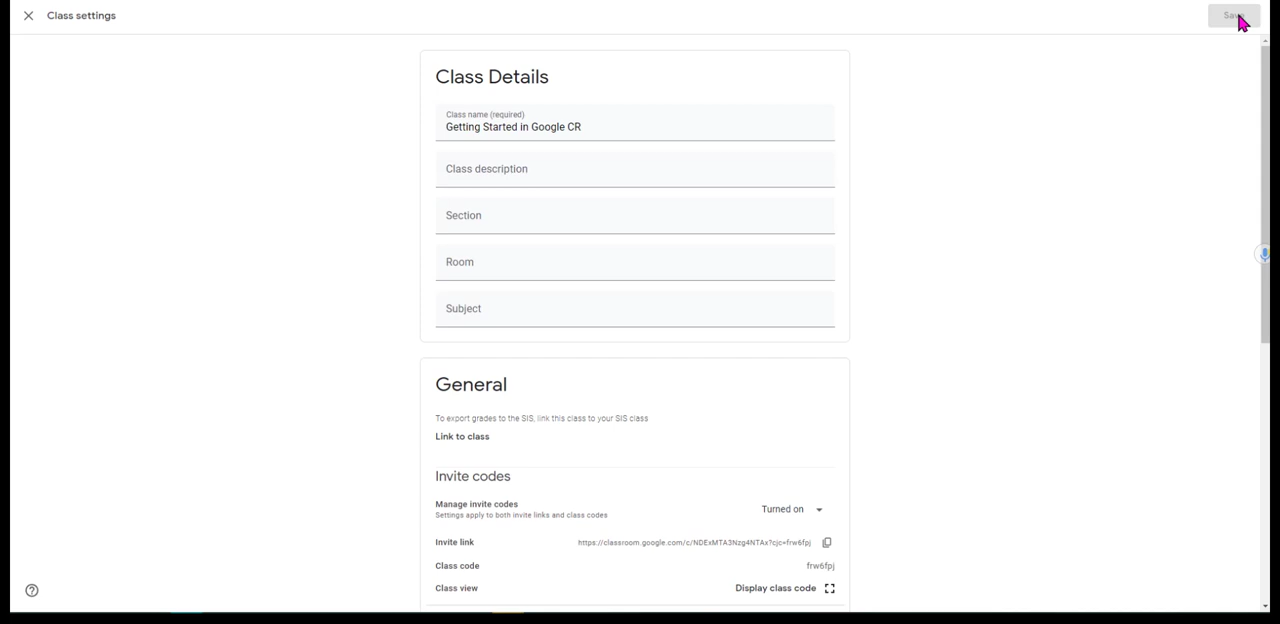 Class settings
Class Details
Class name (required)
Getting Started in Google CR
Class description
Section
Room
Subject
General
To export grades to the SIS, link this class to your SIS class
Link to class
Invite codes
Manage invite codes
Turned on
Settings apply to both invite links and class codes
Invite link https://classroom.google.com/c/NDExMTA3Nzg4NTAx?cjc=frw6fpj
Class code frw6fpj
Class view Display class code